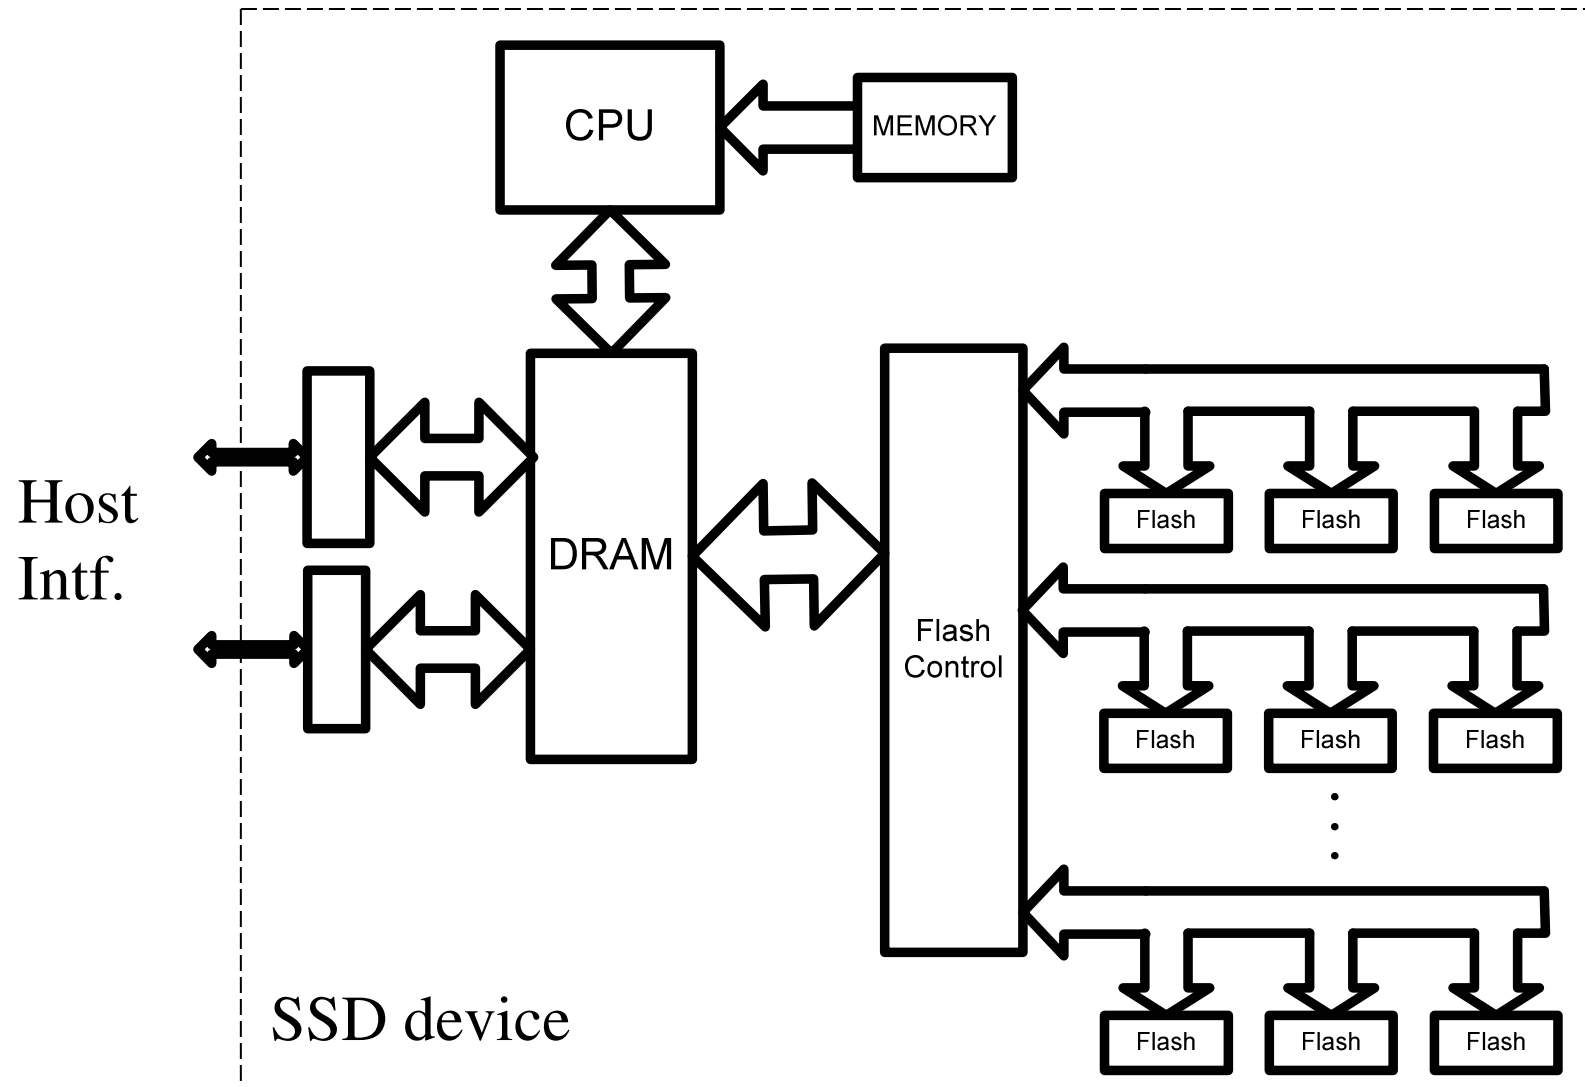 CPU
MEMORY
Host
Intf.
DRAM
Flash
Control
Flash Flash Flash
Flash Flash Flash
Flash Flash Flash
SSD device